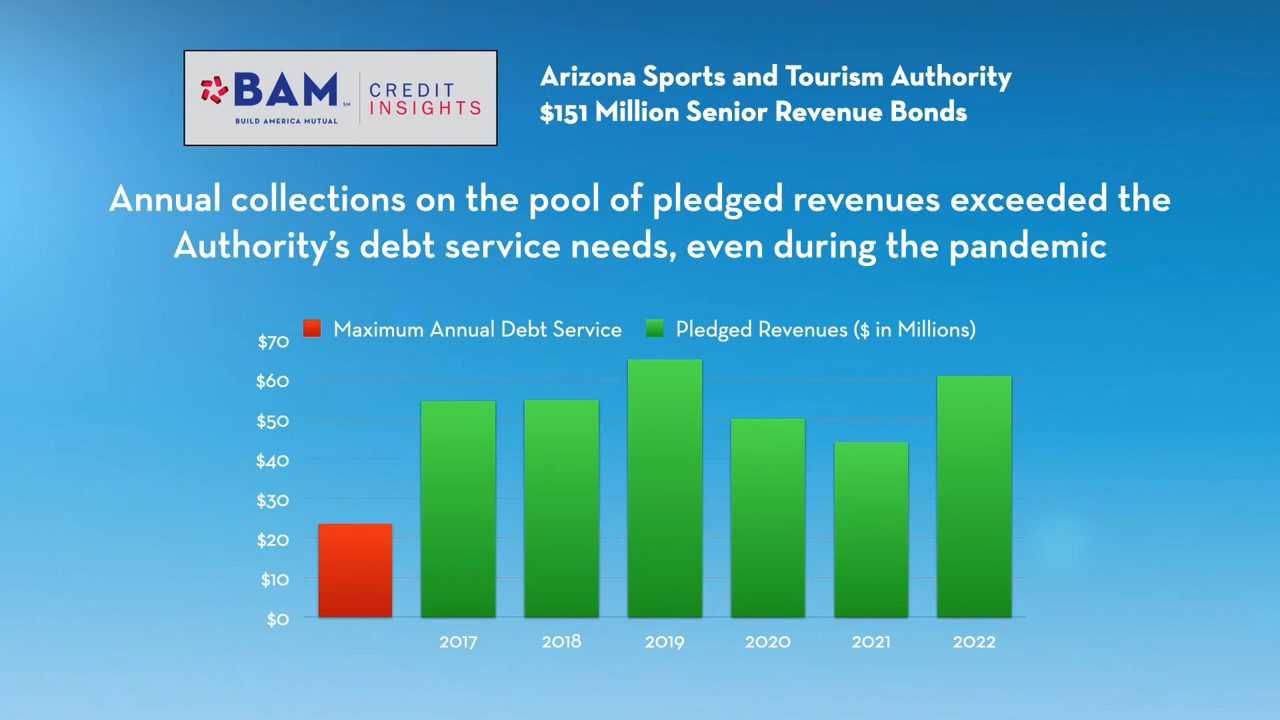 BAM SM
BUILD AMERICA MUTUAL
CREDIT
INSIGHTS
Arizona Sports and Tourism Authority
$151 Million Senior Revenue Bonds
Annual collections on the pool of pledged revenues exceeded the
Authority’s debt service needs, even during the pandemic
Maximum Annual Debt Service
Pledged Revenues ($ in Millions)
$70
$60
$50
$40
$30
$20
$10
$0
2017 2018 2019 2020 2021 2022